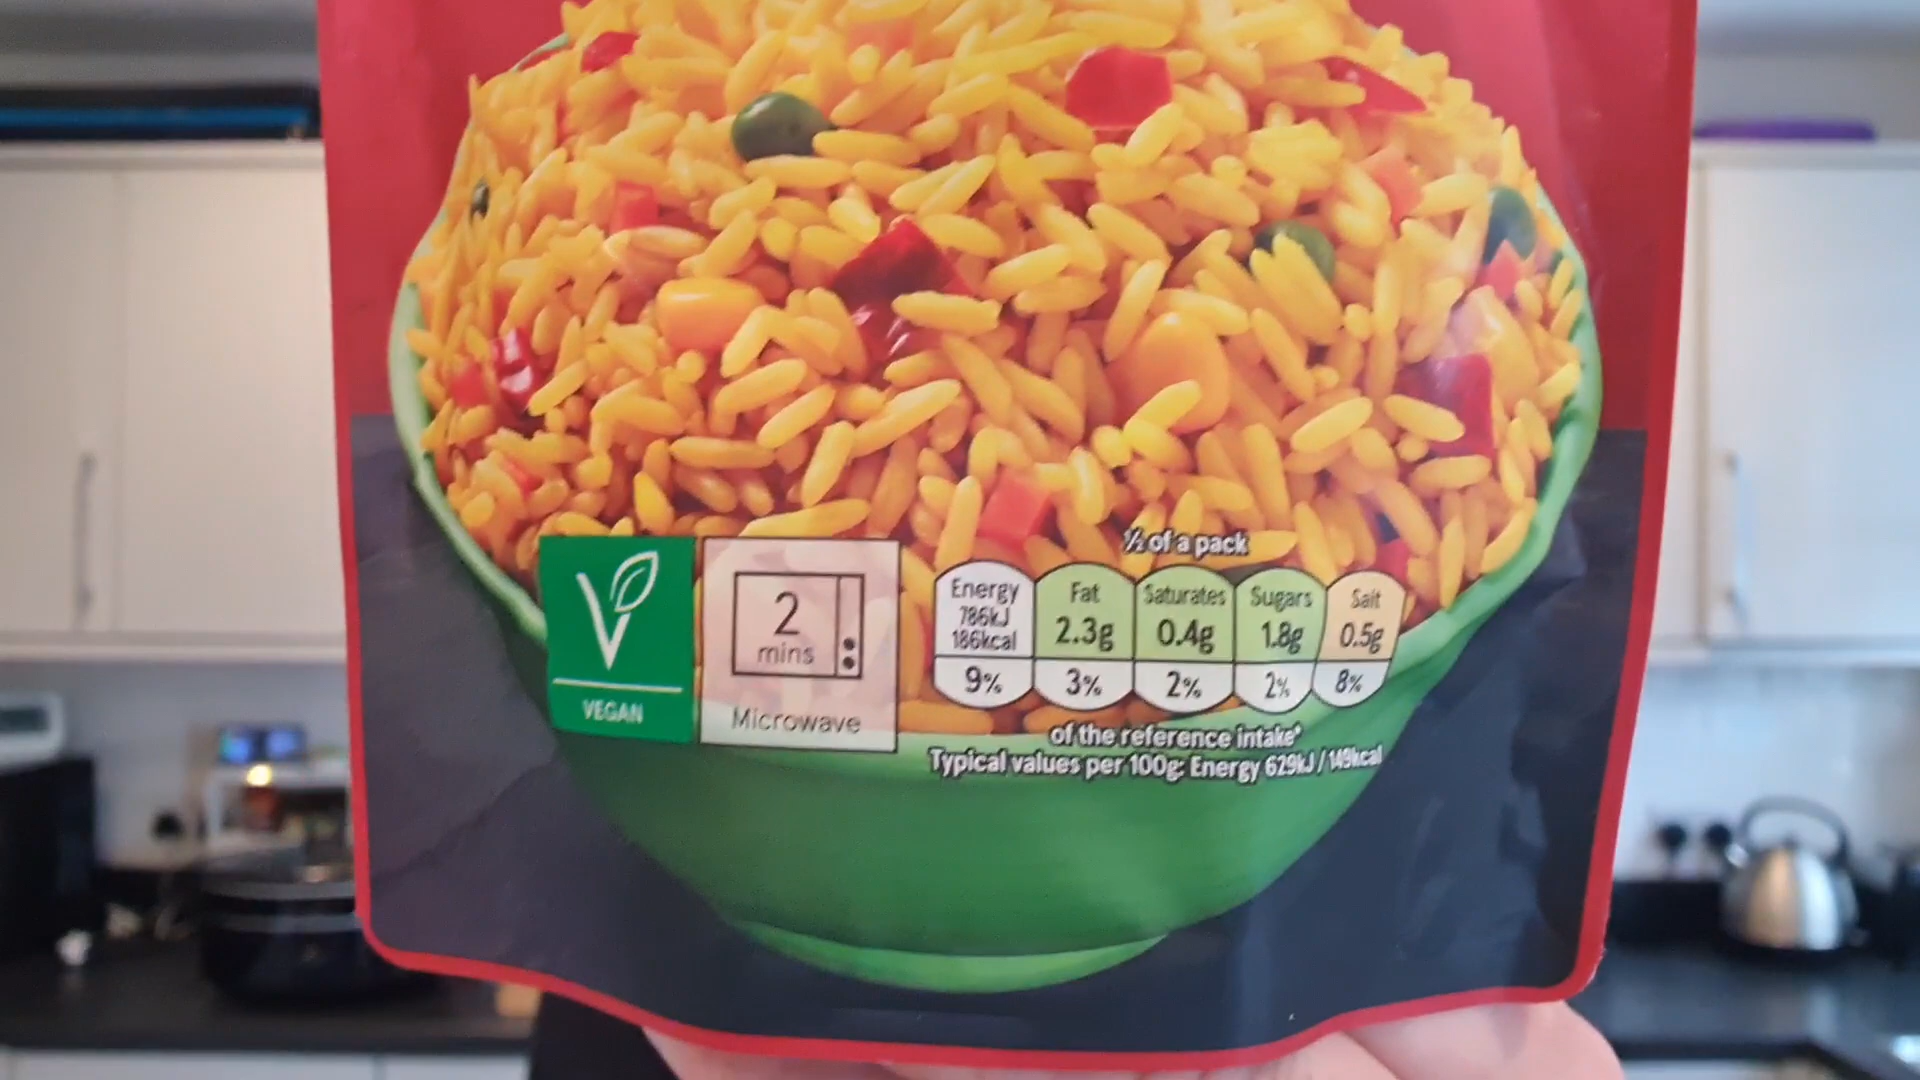 ½ of a pack
Energy
786kJ
186kcal
9%
Fat
2.3g
3%
Saturates
0.4g
2%
Sugars
1.8g
2%
Salt
0.5g
8%
of the reference intake*
Typical values per 100g: Energy 629kJ / 149kcal
V
VEGAN
2
mins
Microwave